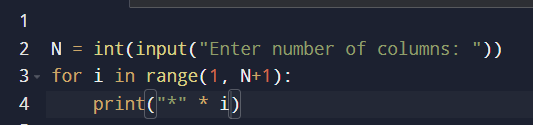 1
2 N = int(input("Enter number of columns: "))
3 for i in range(1, N+1):
4     print("*" * i)